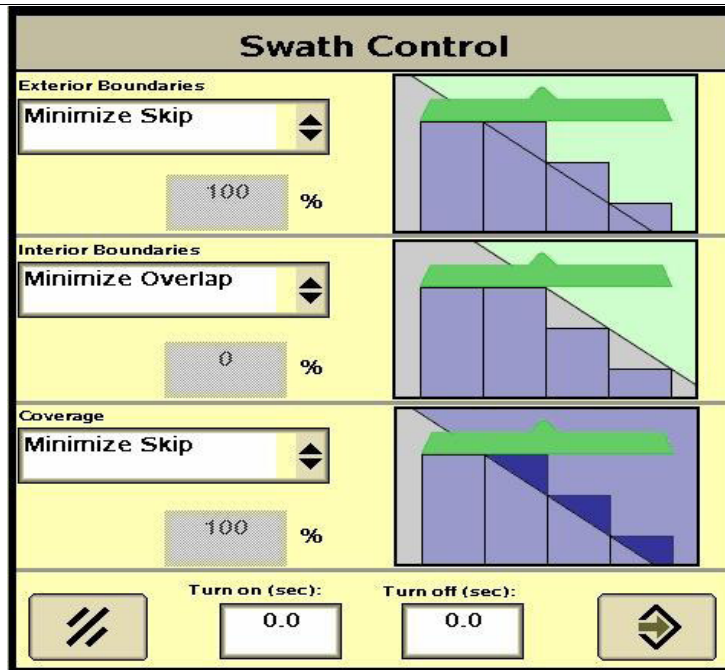 Swath Control
Exterior Boundaries
Minimize Skip
100 %
Interior Boundaries
Minimize Overlap
0 %
Coverage
Minimize Skip
100 %
Turn on (sec): Turn off (sec):
0.0 0.0